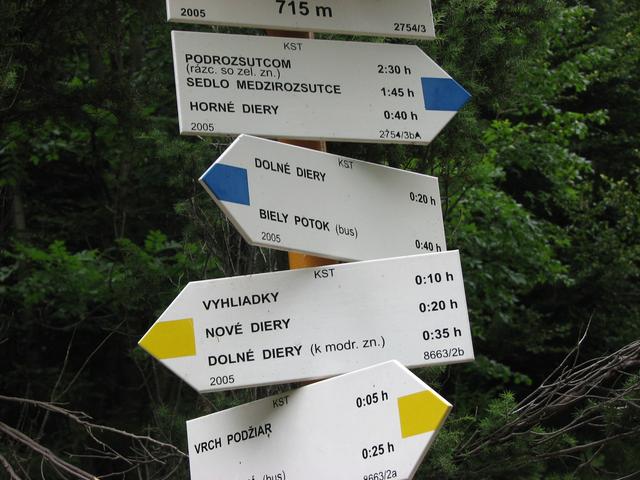 715 m
2005 2754/3
KST
PODROZSUTCOM 2:30 h
(rázc. so zel. zn.)
SEDLO MEDZIROZSUTCE 1:45 h
HORNÉ DIERY 0:40 h
2005 2754/3bA
KST
DOLNÉ DIERY 0:20 h
BIELY POTOK (bus) 0:40 h
2005
KST
VYHLIADKY 0:10 h
NOVÉ DIERY 0:20 h
DOLNÉ DIERY (k modr. zn.) 0:35 h
2005 8663/2b
KST
VRCH PODŽIAR 0:05 h
(bus) 0:25 h
8663/2a